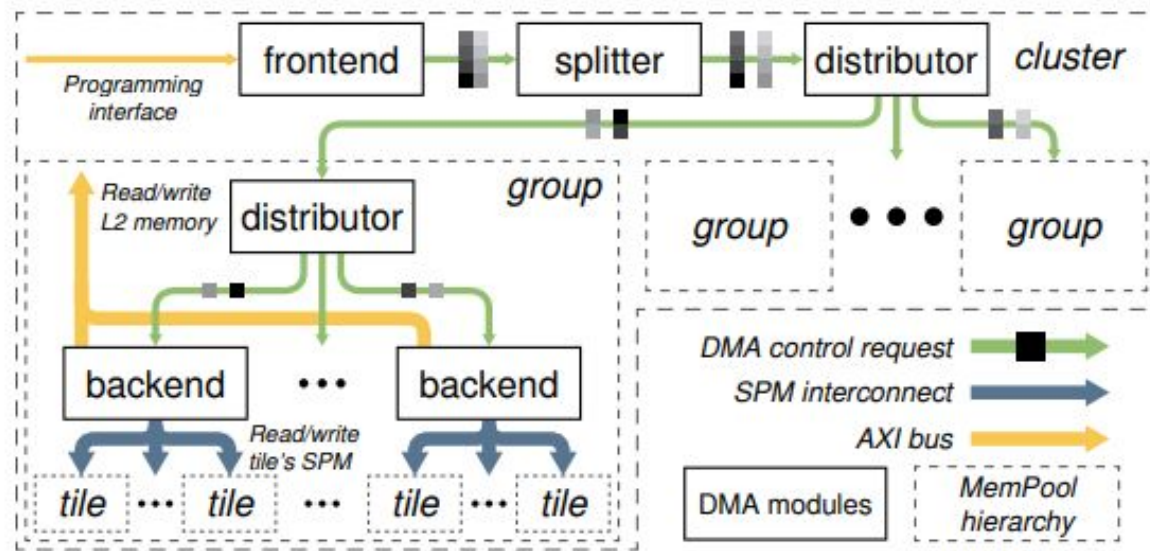 frontend
splitter
distributor
cluster
Programming
interface
Read/write
L2 memory
distributor
group
group
group
backend
backend
Read/write
tile's SPM
tile
tile
tile
tile
DMA control request
SPM interconnect
AXI bus
DMA modules
MemPool
hierarchy